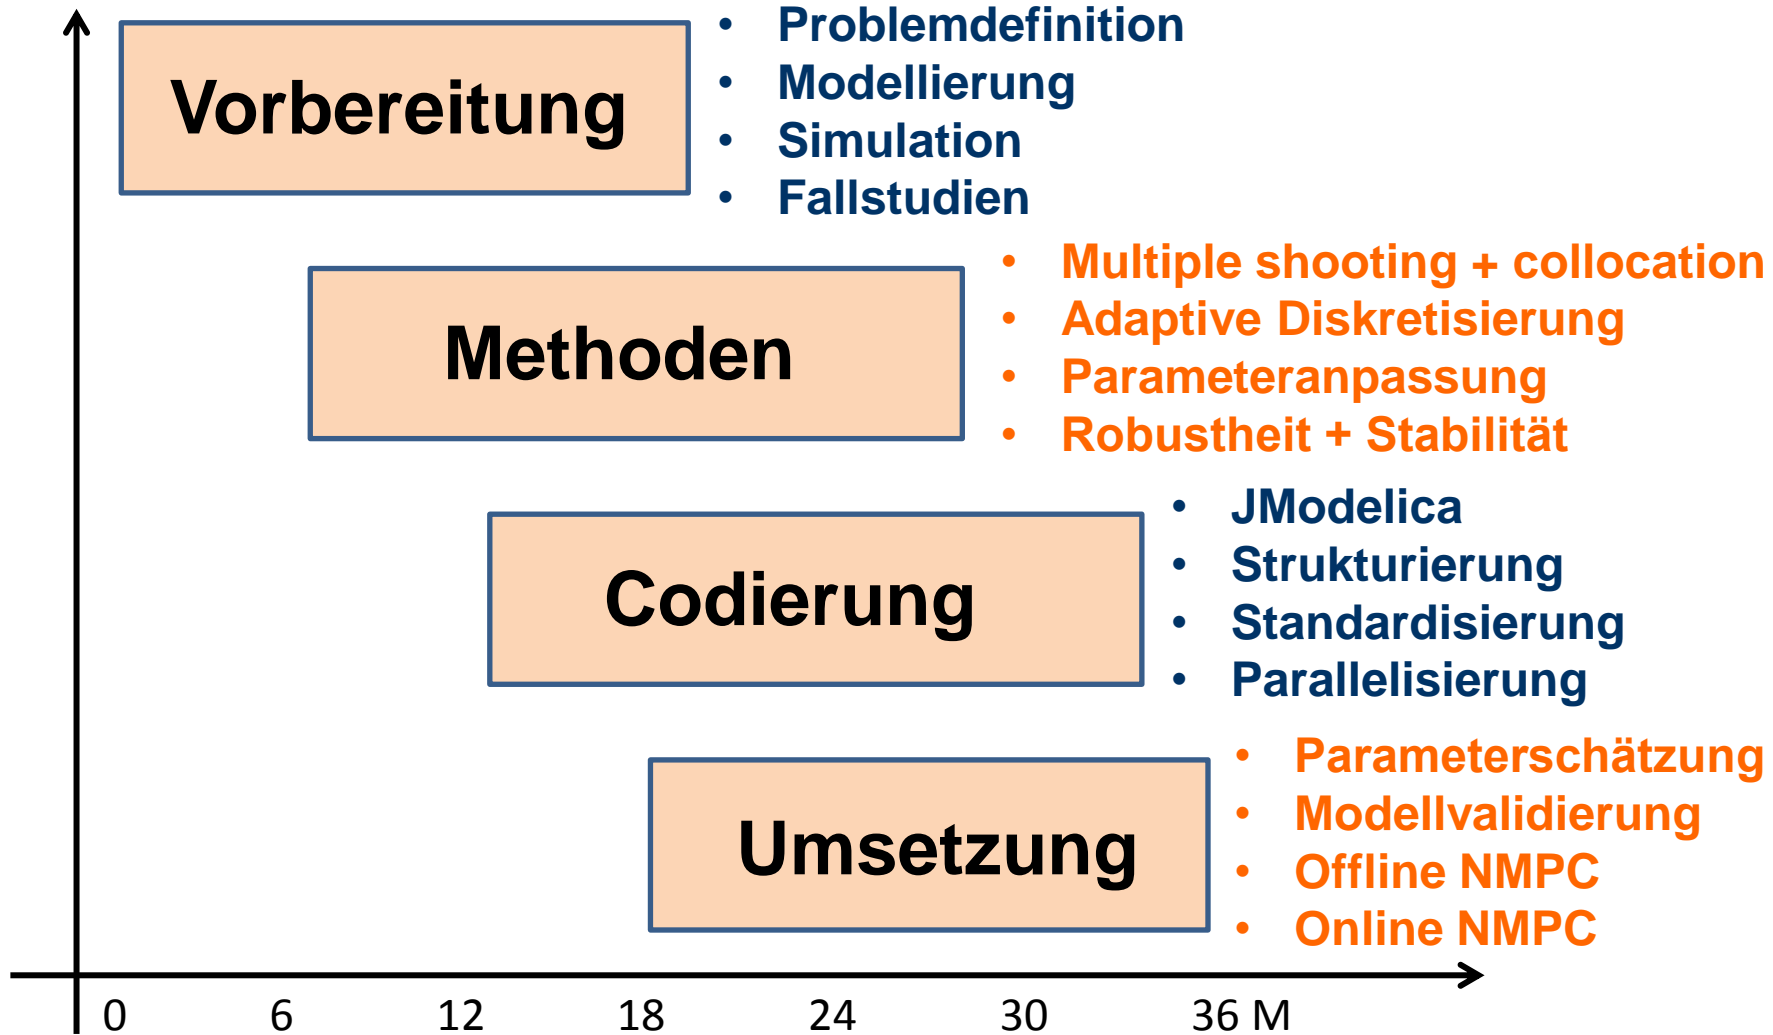 Vorbereitung
• Problemdefinition
• Modellierung
• Simulation
• Fallstudien
Methoden
• Multiple shooting + collocation
• Adaptive Diskretisierung
• Parameteranpassung
• Robustheit + Stabilität
Codierung
• JModelica
• Strukturierung
• Standardisierung
• Parallelisierung
Umsetzung
• Parameterschätzung
• Modellvalidierung
• Offline NMPC
• Online NMPC
0 6 12 18 24 30 36 M